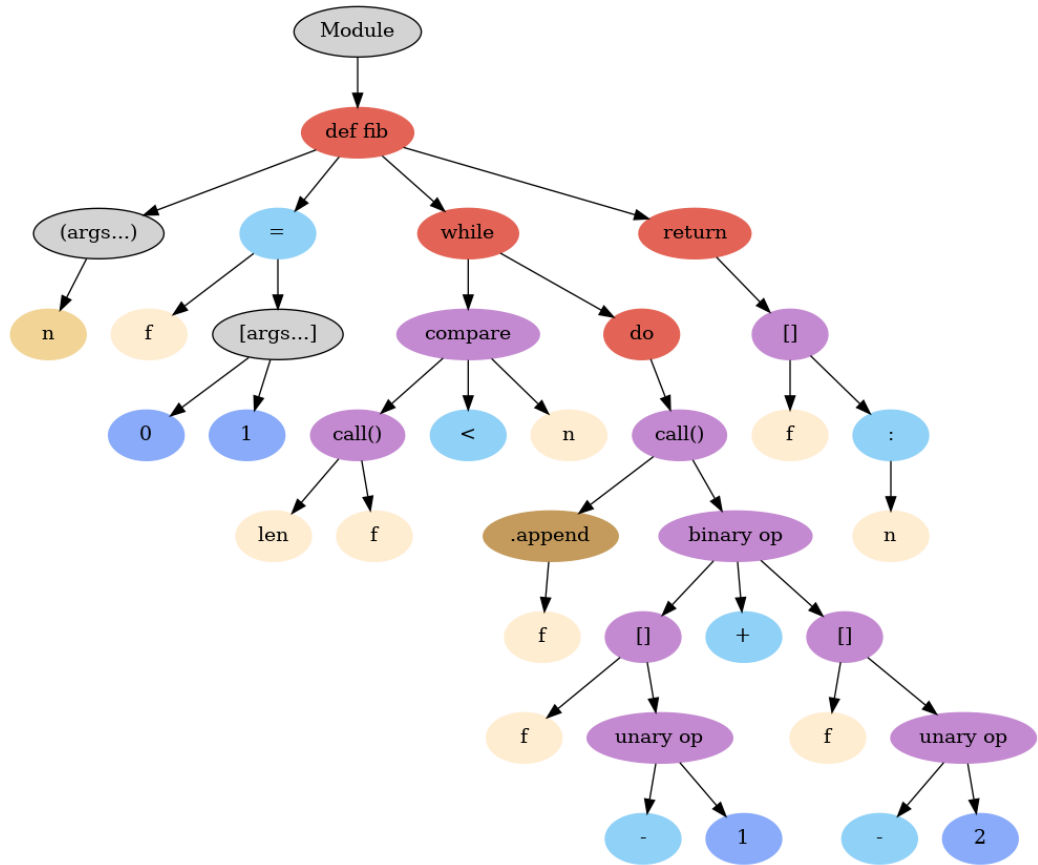 Module
def fib
(args...)
=
while
return
n
f
[args...]
compare
do
[]
0
1
call()
<
n
call()
f
:
len
f
.append
binary op
n
f
[]
+
[]
f
unary op
f
unary op
-
1
-
2